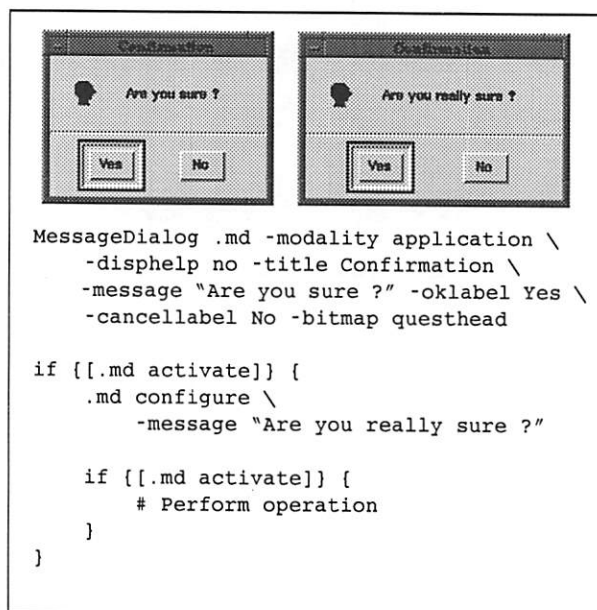 Confirmation
Are you sure ?
Yes No
Confirmation
Are you really sure ?
Yes No
MessageDialog .md -modality application \
-disphelp no -title Confirmation \
-message “Are you sure ?” -oklabel Yes \
-cancellabel No -bitmap questhead
if {[.md activate]} {
.md configure \
-message “Are you really sure ?”
if {[.md activate]} {
# Perform operation
}
}